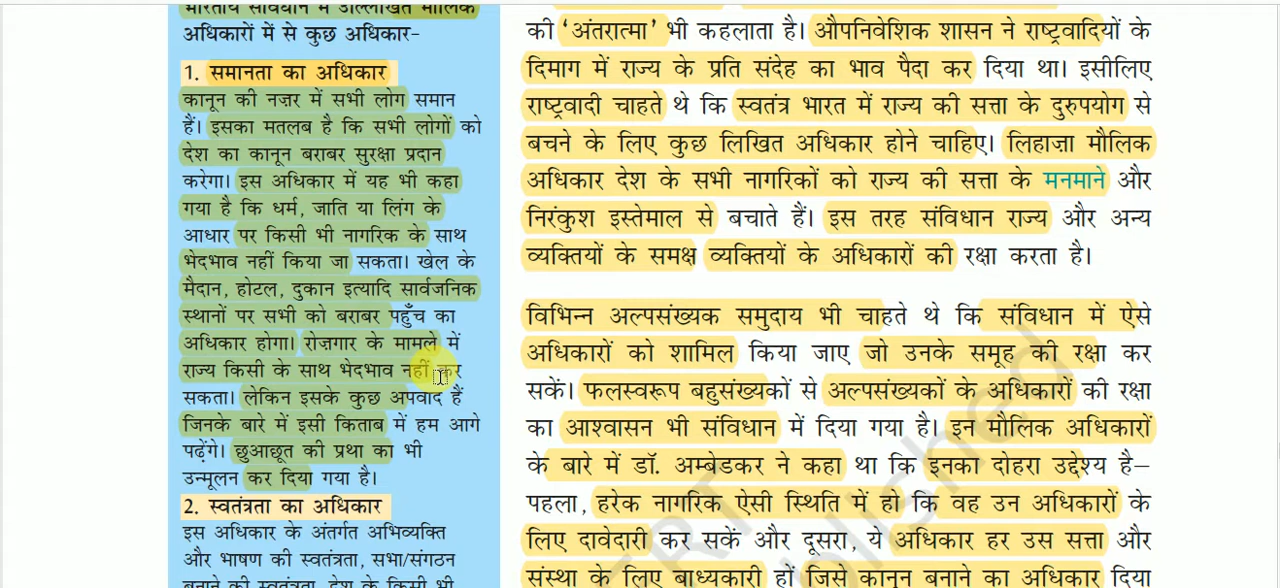 भारतीय संविधान में उल्लिखित मौलिक
अधिकारों में से कुछ अधिकार-
1. समानता का अधिकार
कानून की नज़र में सभी लोग समान
हैं। इसका मतलब है कि सभी लोगों को
देश का कानून बराबर सुरक्षा प्रदान
करेगा। इस अधिकार में यह भी कहा
गया है कि धर्म, जाति या लिंग के
आधार पर किसी भी नागरिक के साथ
भेदभाव नहीं किया जा सकता। खेल के
मैदान, होटल, दुकान इत्यादि सार्वजनिक
स्थानों पर सभी को बराबर पहुँच का
अधिकार होगा। रोज़गार के मामले में
राज्य किसी के साथ भेदभाव नहीं कर
सकता। लेकिन इसके कुछ अपवाद हैं
जिनके बारे में इसी किताब में हम आगे
पढ़ेंगे। छुआछूत की प्रथा का भी
उन्मूलन कर दिया गया है।
2. स्वतंत्रता का अधिकार
इस अधिकार के अंतर्गत अभिव्यक्ति
और भाषण की स्वतंत्रता, सभा/संगठन
बनाने की स्वतंत्रता, देश के किसी भी
की ‘अंतरात्मा’ भी कहलाता है। औपनिवेशिक शासन ने राष्ट्रवादियों के
दिमाग में राज्य के प्रति संदेह का भाव पैदा कर दिया था। इसीलिए
राष्ट्रवादी चाहते थे कि स्वतंत्र भारत में राज्य की सत्ता के दुरुपयोग से
बचने के लिए कुछ लिखित अधिकार होने चाहिए। लिहाज़ा मौलिक
अधिकार देश के सभी नागरिकों को राज्य की सत्ता के मनमाने और
निरंकुश इस्तेमाल से बचाते हैं। इस तरह संविधान राज्य और अन्य
व्यक्तियों के समक्ष व्यक्तियों के अधिकारों की रक्षा करता है।
विभिन्न अल्पसंख्यक समुदाय भी चाहते थे कि संविधान में ऐसे
अधिकारों को शामिल किया जाए जो उनके समूह की रक्षा कर
सकें। फलस्वरूप बहुसंख्यकों से अल्पसंख्यकों के अधिकारों की रक्षा
का आश्वासन भी संविधान में दिया गया है। इन मौलिक अधिकारों
के बारे में डॉ. अम्बेडकर ने कहा था कि इनका दोहरा उद्देश्य है—
पहला, हरेक नागरिक ऐसी स्थिति में हो कि वह उन अधिकारों के
लिए दावेदारी कर सकें और दूसरा, ये अधिकार हर उस सत्ता और
संस्था के लिए बाध्यकारी हों जिसे कानून बनाने का अधिकार दिया